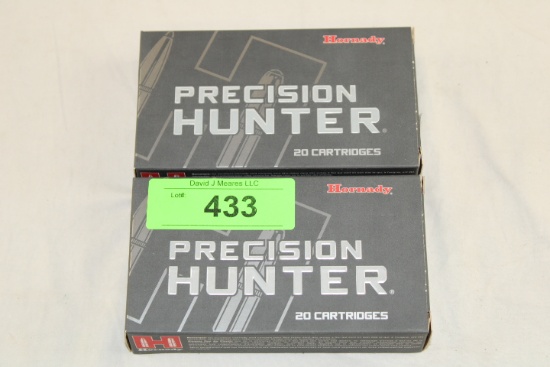 Hornady
PRECISION
HUNTER®
20 CARTRIDGES
David J Meares LLC
Lot#:
433
Hornady
PRECISION
HUNTER®
20 CARTRIDGES